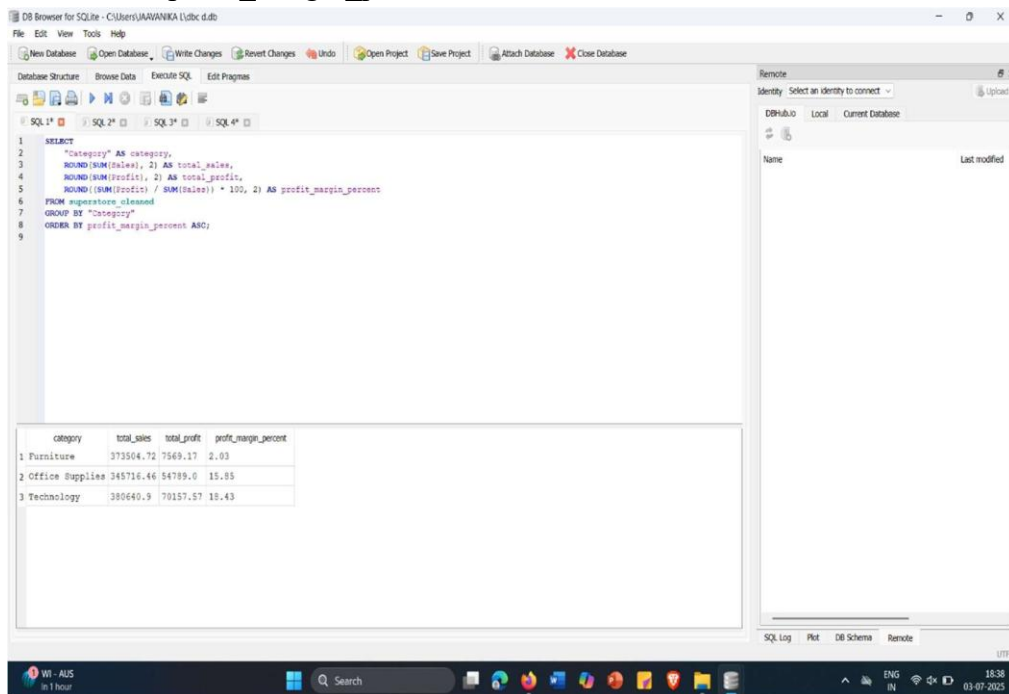 DB Browser for SQLite - C:\Users\JAAVANIKA L\dbc d.db
File Edit View Tools Help
New Database Open Database Write Changes Revert Changes Undo Open Project Save Project Attach Database Close Database
Database Structure Browse Data Execute SQL Edit Pragmas
SQL 1* SQL 2* SQL 3* SQL 4*
1 SELECT
2 "Category" AS category,
3 ROUND(SUM(Sales), 2) AS total_sales,
4 ROUND(SUM(Profit), 2) AS total_profit,
5 ROUND((SUM(Profit) / SUM(Sales)) * 100, 2) AS profit_margin_percent
6 FROM superstore_cleaned
7 GROUP BY "Category"
8 ORDER BY profit_margin_percent ASC;
9
category total_sales total_profit profit_margin_percent
1 Furniture 373504.72 7569.17 2.03
2 Office Supplies 345716.46 54789.0 15.85
3 Technology 380640.9 70157.57 18.43
Remote
Identity Select an identity to connect Upload
DBHub.io Local Current Database
Name Last modified
SQL Log Plot DB Schema Remote
UTF
WI - AUS
In 1 hour
Search
ENG
IN
18:38
03-07-2025